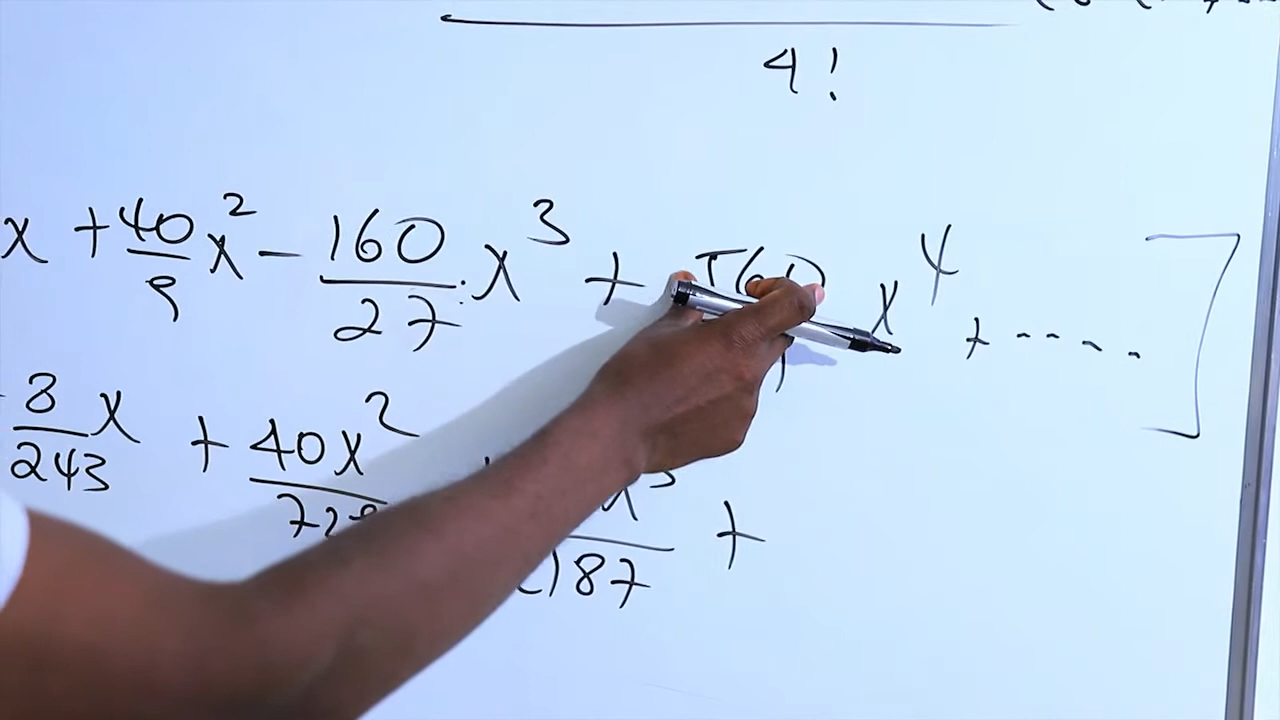 4!
x + 40/9 x² - 160/27 x³ + 560 x⁴ + ---- ]
8/243 x + 40x²/729 x³/2187 +